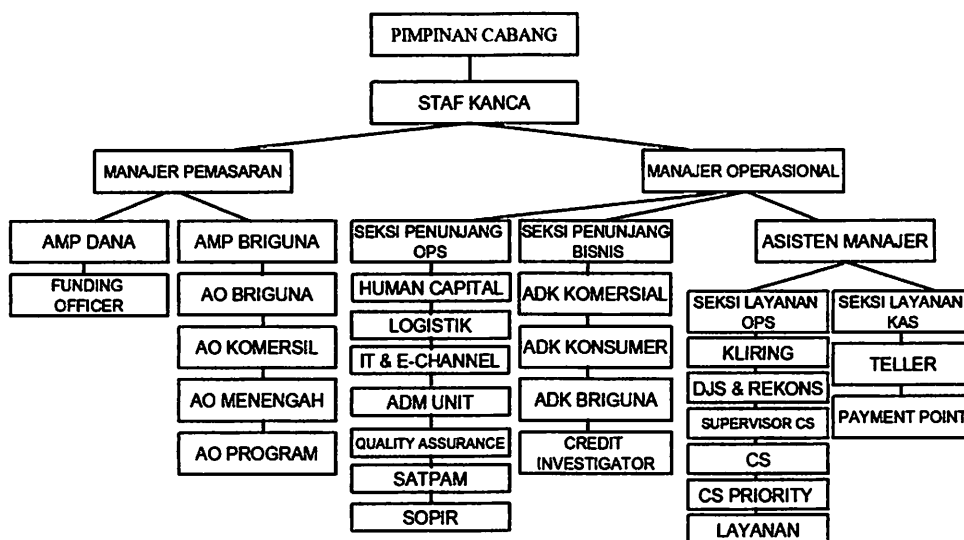 PIMPINAN CABANG
STAF KANCA
MANAJER PEMASARAN
MANAJER OPERASIONAL
AMP DANA
FUNDING
OFFICER
AMP BRIGUNA
AO BRIGUNA
AO KOMERSIL
AO MENENGAH
AO PROGRAM
SEKSI PENUNJANG
OPS
HUMAN CAPITAL
LOGISTIK
IT & E-CHANNEL
ADM UNIT
QUALITY ASSURANCE
SATPAM
SOPIR
SEKSI PENUNJANG
BISNIS
ADK KOMERSIAL
ADK KONSUMER
ADK BRIGUNA
CREDIT
INVESTIGATOR
ASISTEN MANAJER
SEKSI LAYANAN
OPS
KLIRING
DJS & REKONS
SUPERVISOR CS
CS
CS PRIORITY
LAYANAN
SEKSI LAYANAN
KAS
TELLER
PAYMENT POINT